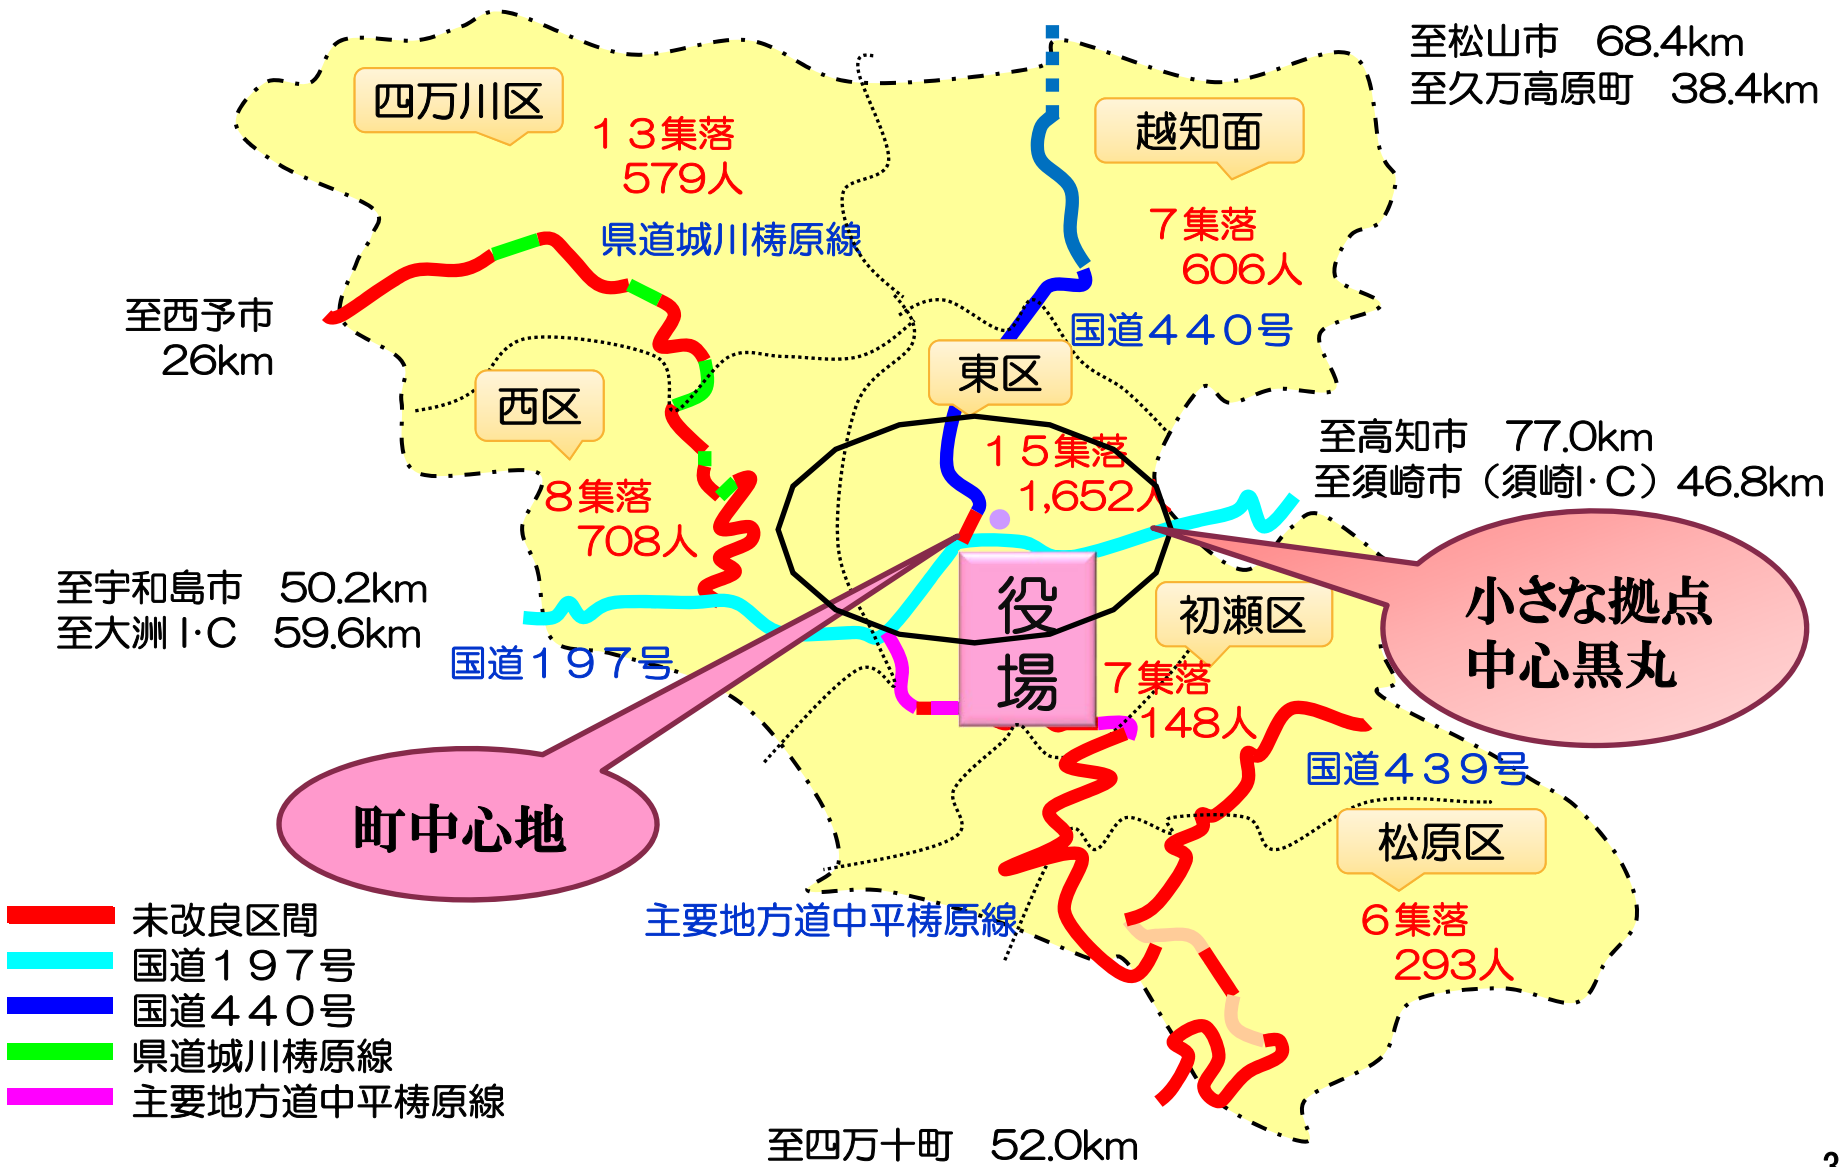 至松山市　68.4km
至久万高原町　38.4km
四万川区
越知面
１３集落
579人
７集落
606人
県道城川梼原線
至西予市
26km
国道４４０号
東区
西区
至高知市　77.0km
至須崎市（須崎I・C）46.8km
１５集落
1,652人
８集落
708人
至宇和島市　50.2km
至大洲I・C　59.6km
役場
初瀬区
小さな拠点
中心黒丸
国道１９７号
７集落
148人
国道４３９号
町中心地
松原区
主要地方道中平梼原線
６集落
293人
未改良区間
国道１９７号
国道４４０号
県道城川梼原線
主要地方道中平梼原線
至四万十町　52.0km
3